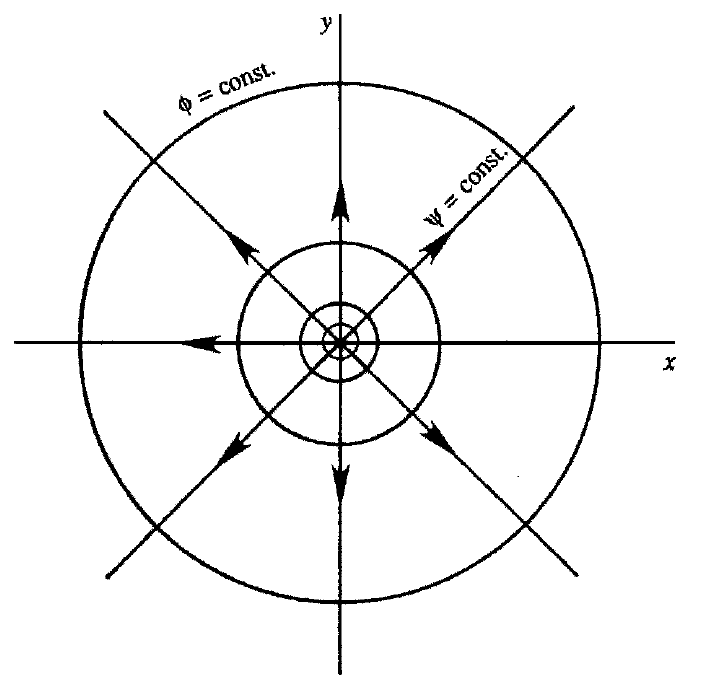 y
ϕ = const.
ψ = const.
x